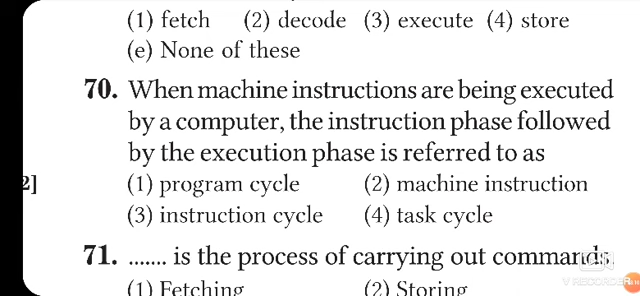 (1) fetch (2) decode (3) execute (4) store
(e) None of these
70. When machine instructions are being executed
by a computer, the instruction phase followed
by the execution phase is referred to as
2]
(1) program cycle (2) machine instruction
(3) instruction cycle (4) task cycle
71. ....... is the process of carrying out commands
(1) Fetching (2) Storing
V RECORDER